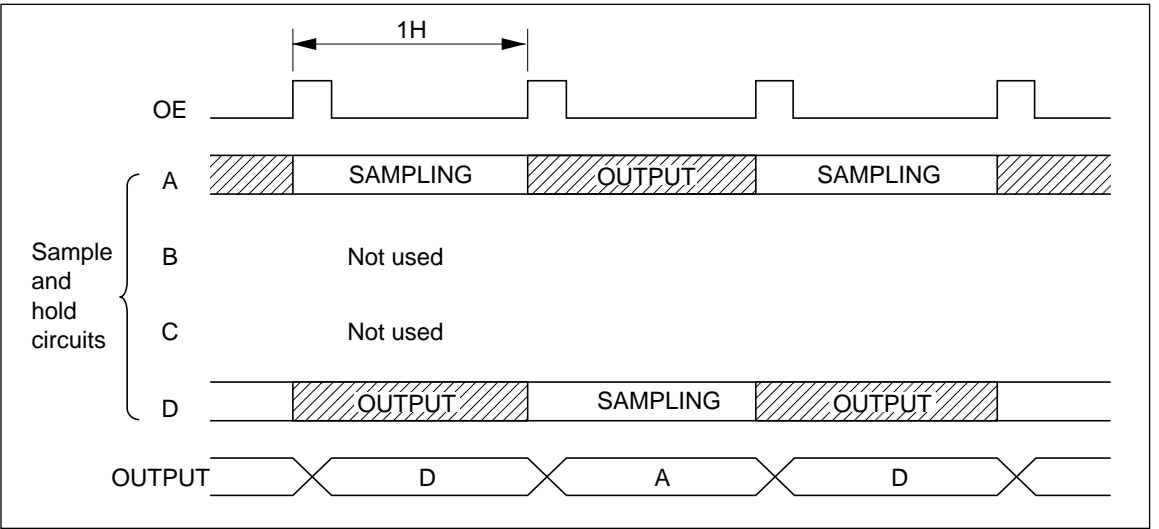 1H
OE
A SAMPLING OUTPUT SAMPLING
Sample
and
hold
circuits
B Not used
C Not used
D OUTPUT SAMPLING OUTPUT
OUTPUT D A D